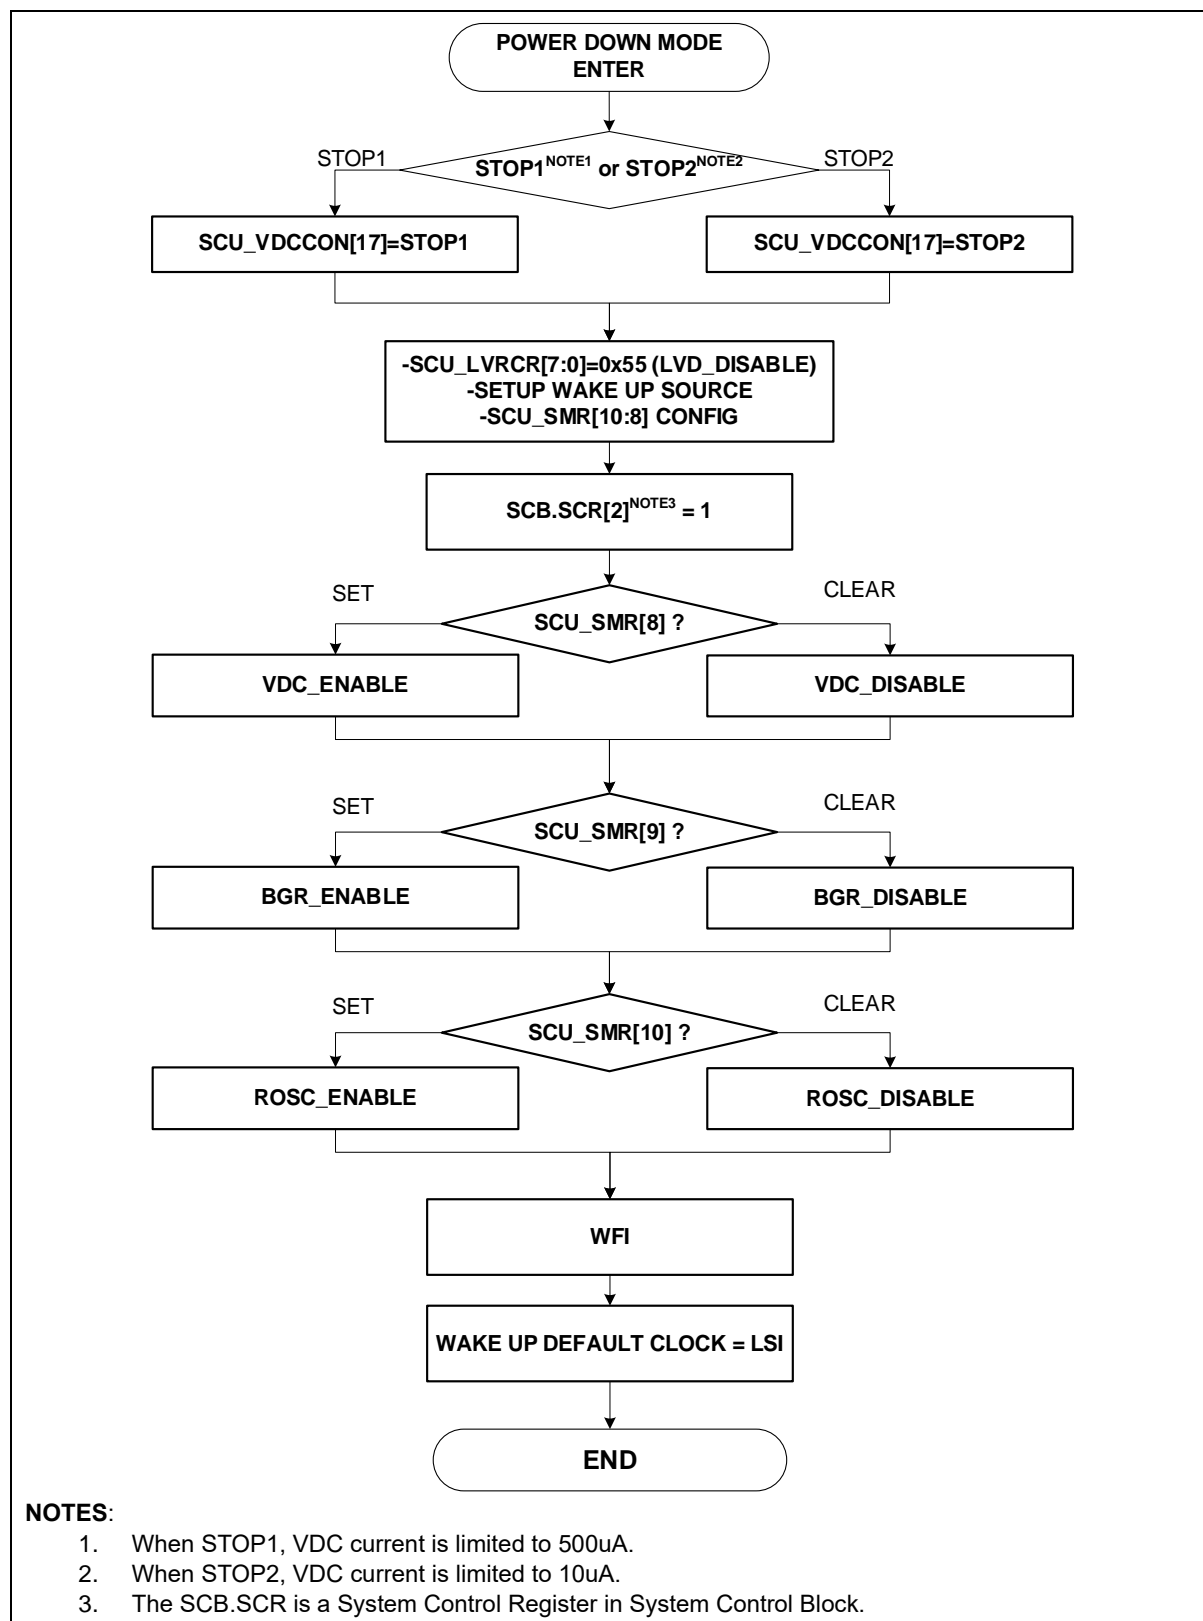 POWER DOWN MODE
ENTER
STOP1
STOP1NOTE1 or STOP2NOTE2
STOP2
SCU_VDCCON[17]=STOP1
SCU_VDCCON[17]=STOP2
-SCU_LVRCR[7:0]=0x55 (LVD_DISABLE)
-SETUP WAKE UP SOURCE
-SCU_SMR[10:8] CONFIG
SCB.SCR[2]NOTE3 = 1
SET
SCU_SMR[8] ?
CLEAR
VDC_ENABLE
VDC_DISABLE
SET
SCU_SMR[9] ?
CLEAR
BGR_ENABLE
BGR_DISABLE
SET
SCU_SMR[10] ?
CLEAR
ROSC_ENABLE
ROSC_DISABLE
WFI
WAKE UP DEFAULT CLOCK = LSI
END
NOTES:
1. When STOP1, VDC current is limited to 500uA.
2. When STOP2, VDC current is limited to 10uA.
3. The SCB.SCR is a System Control Register in System Control Block.